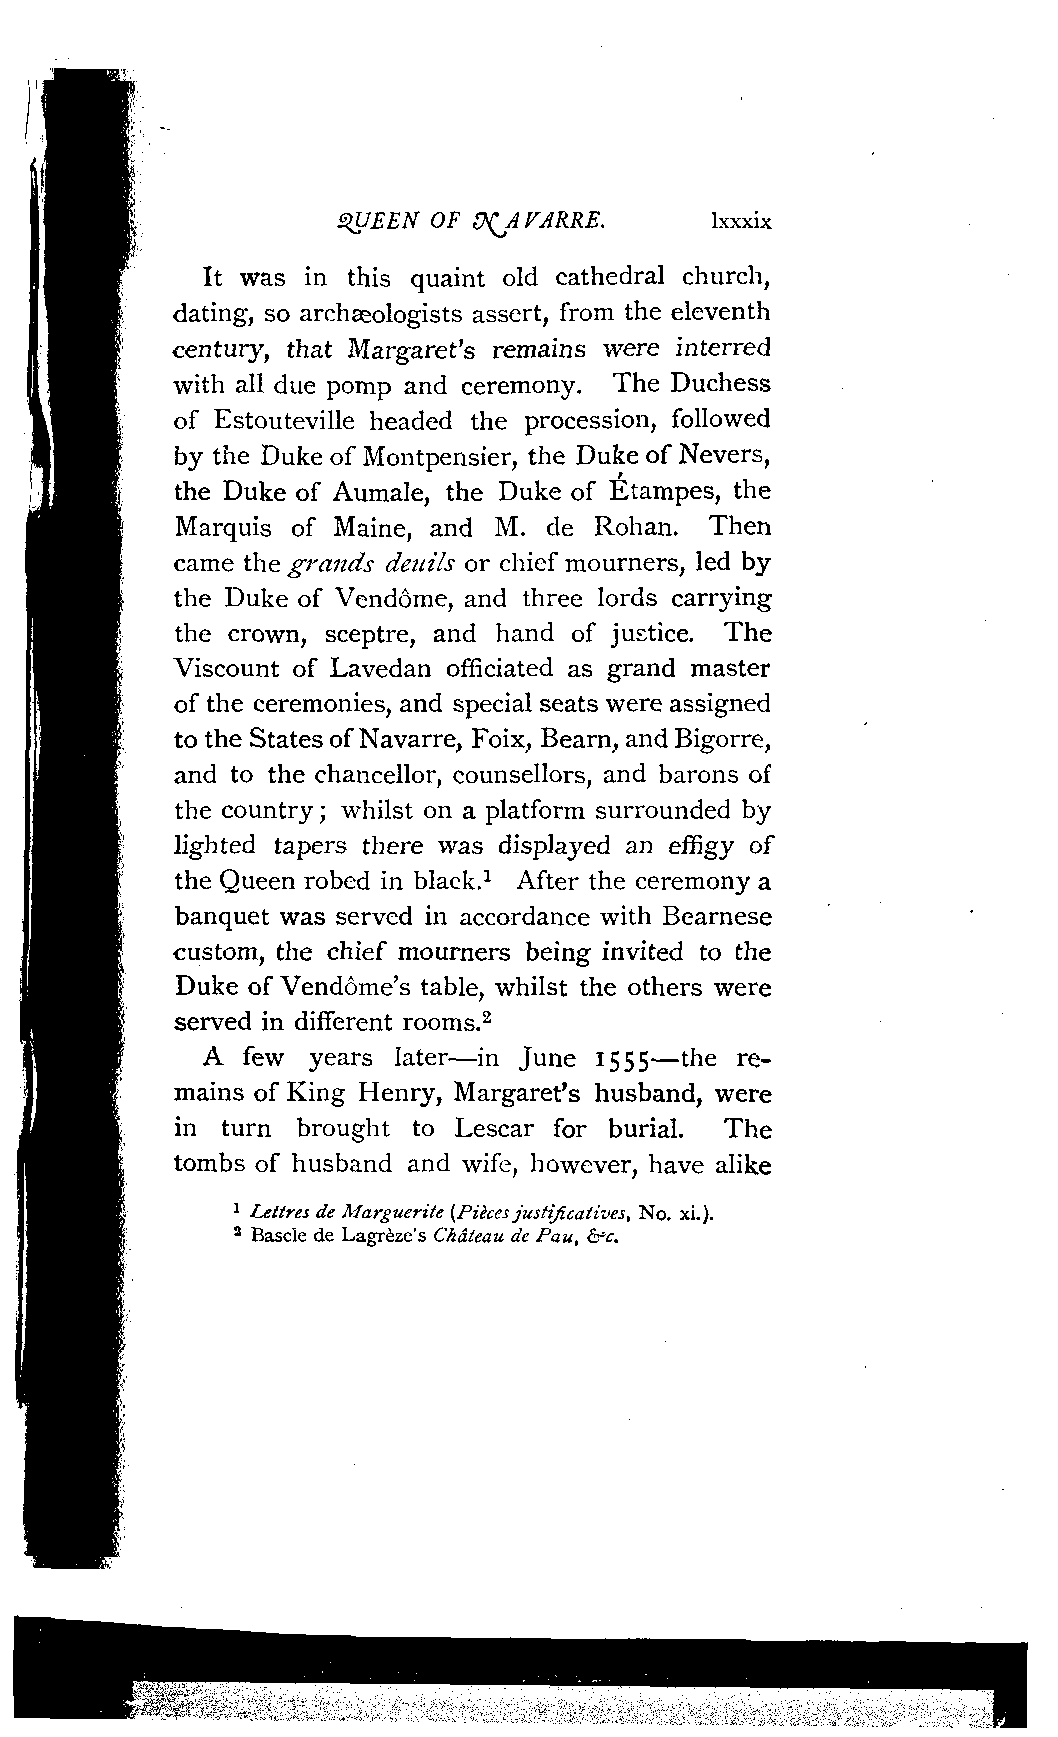 QUEEN OF NAVARRE. lxxxix
It was in this quaint old cathedral church,
dating, so archæologists assert, from the eleventh
century, that Margaret's remains were interred
with all due pomp and ceremony. The Duchess
of Estouteville headed the procession, followed
by the Duke of Montpensier, the Duke of Nevers,
the Duke of Aumale, the Duke of Étampes, the
Marquis of Maine, and M. de Rohan. Then
came the grands deuils or chief mourners, led by
the Duke of Vendôme, and three lords carrying
the crown, sceptre, and hand of justice. The
Viscount of Lavedan officiated as grand master
of the ceremonies, and special seats were assigned
to the States of Navarre, Foix, Bearn, and Bigorre,
and to the chancellor, counsellors, and barons of
the country; whilst on a platform surrounded by
lighted tapers there was displayed an effigy of
the Queen robed in black.¹ After the ceremony a
banquet was served in accordance with Bearnese
custom, the chief mourners being invited to the
Duke of Vendôme's table, whilst the others were
served in different rooms.²
A few years later—in June 1555—the re-
mains of King Henry, Margaret's husband, were
in turn brought to Lescar for burial. The
tombs of husband and wife, however, have alike
¹ Lettres de Marguerite (Pièces justificatives, No. xi.).
² Bascle de Lagrèze's Château de Pau, &c.